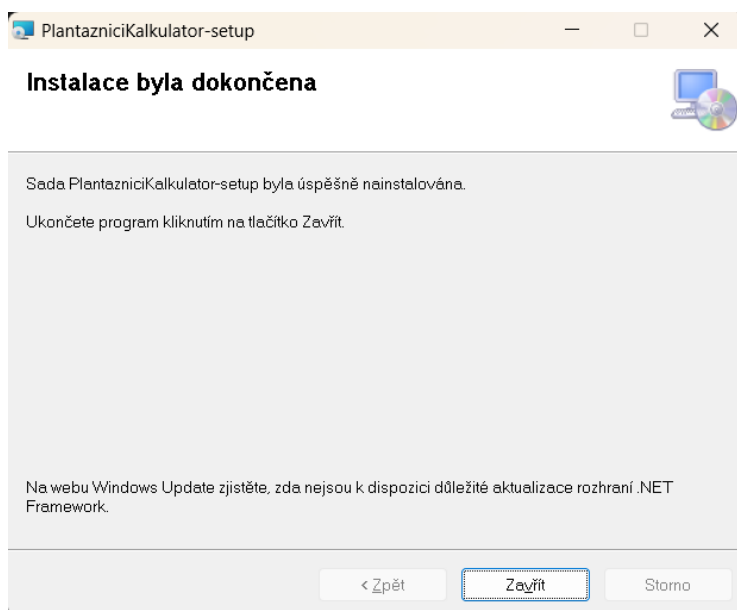 PlantazniciKalkulator-setup
Instalace byla dokončena
Sada PlantazniciKalkulator-setup byla úspěšně nainstalována.
Ukončete program kliknutím na tlačítko Zavřít.
Na webu Windows Update zjistěte, zda nejsou k dispozici důležité aktualizace rozhraní .NET
Framework.
< Zpět
Zavřít
Storno